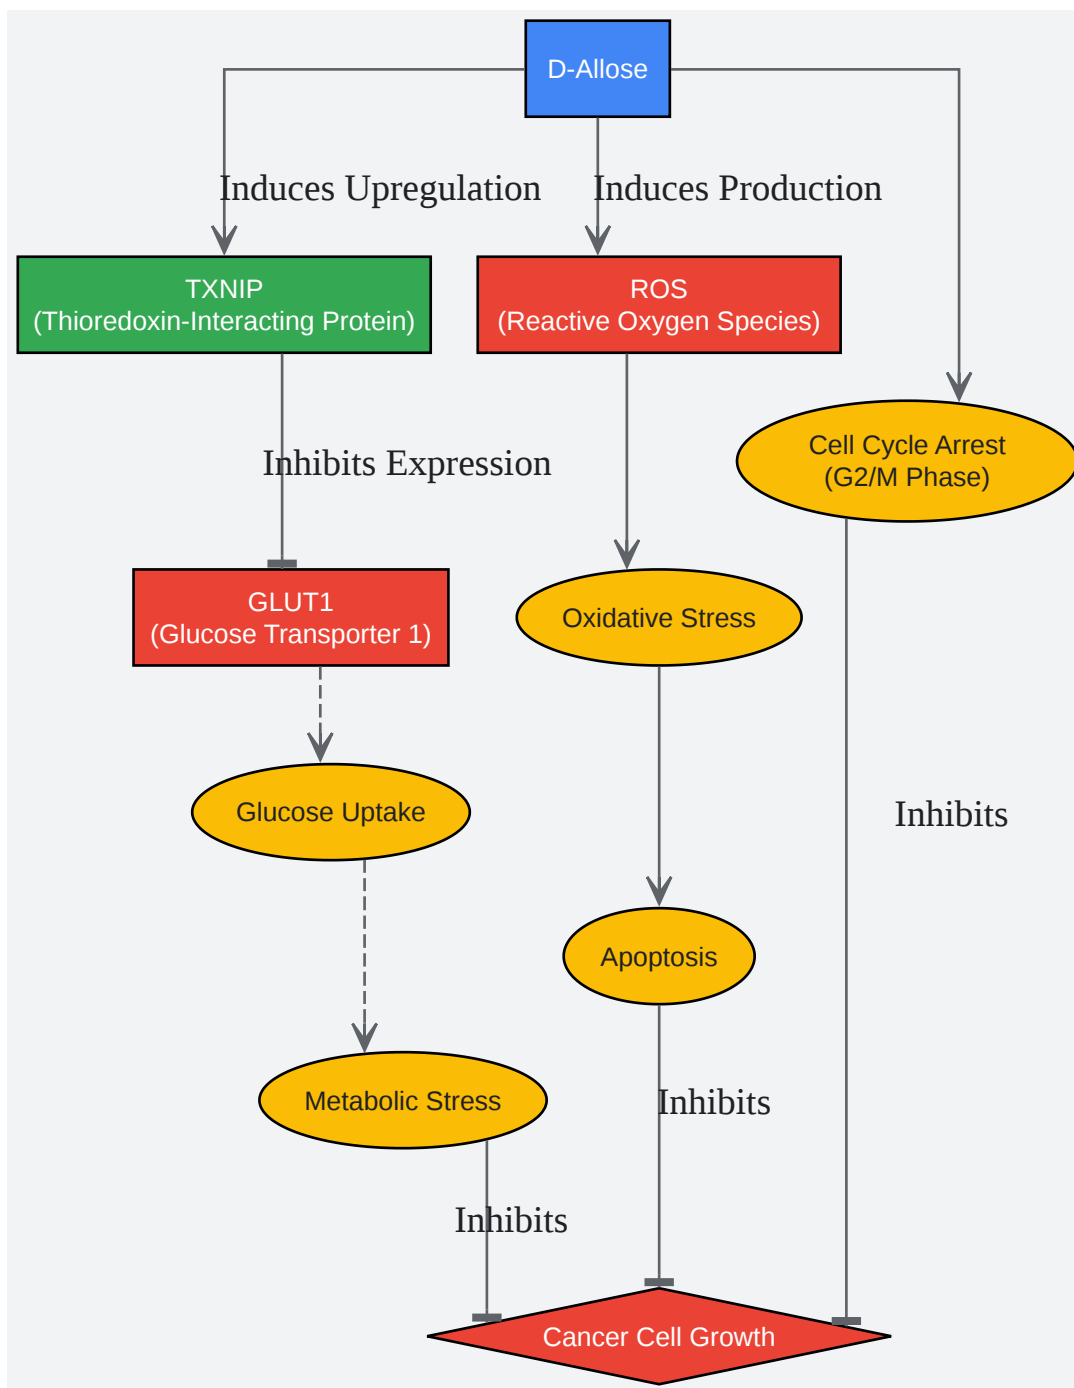 D-Allose
Induces Upregulation
Induces Production
TXNIP
(Thioredoxin-Interacting Protein)
ROS
(Reactive Oxygen Species)
Cell Cycle Arrest
(G2/M Phase)
Inhibits Expression
GLUT1
(Glucose Transporter 1)
Oxidative Stress
Glucose Uptake
Inhibits
Apoptosis
Metabolic Stress
Inhibits
Inhibits
Cancer Cell Growth